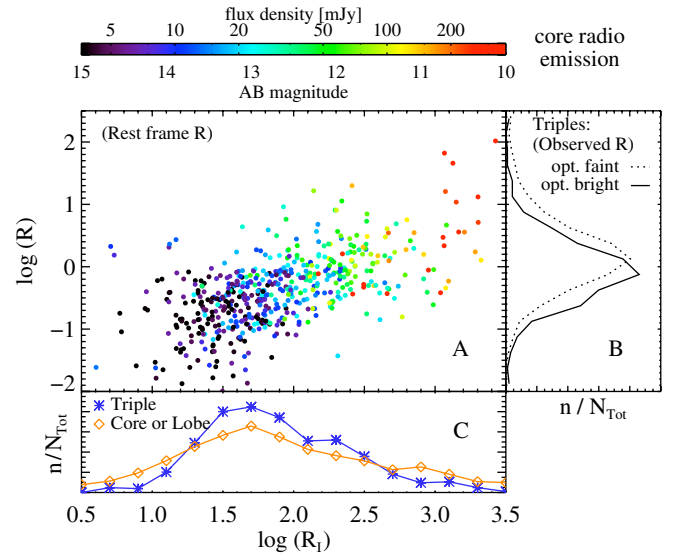 flux density [mJy]
5 10 20 50 100 200
core radio
emission
15 14 13 12 11 10
AB magnitude
(Rest frame R)
Triples:
(Observed R)
opt. faint
opt. bright
log (R)
2
1
0
−1
−2
A
B
n / N_Tot
Triple
Core or Lobe
C
n / N_Tot
0.5 1.0 1.5 2.0 2.5 3.0 3.5
log (R_I)